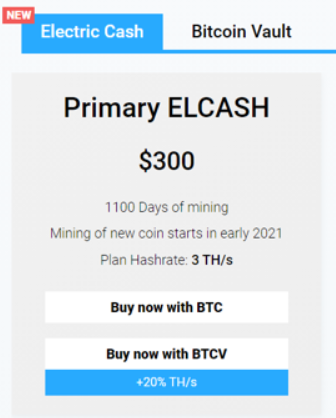 NEW
Electric Cash
Bitcoin Vault
Primary ELCASH
$300
1100 Days of mining
Mining of new coin starts in early 2021
Plan Hashrate: 3 TH/s
Buy now with BTC
Buy now with BTCV
+20% TH/s